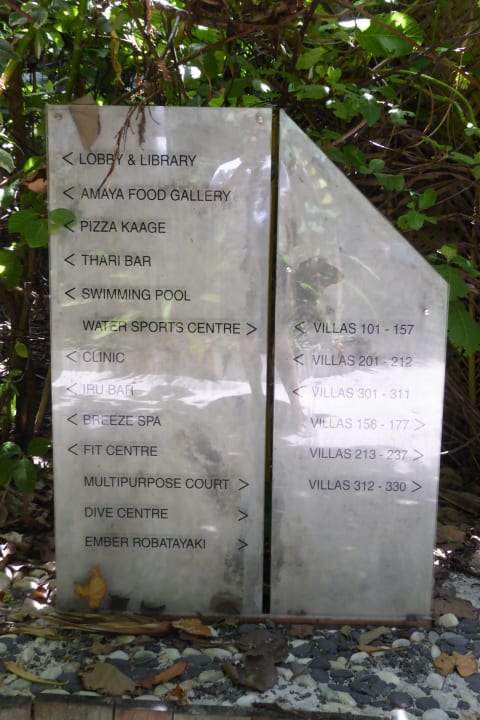 < LOBBY & LIBRARY
< AMAYA FOOD GALLERY
< PIZZA KAAGE
< THARI BAR
< SWIMMING POOL
WATER SPORTS CENTRE >
< CLINIC
< IRU BAR
< BREEZE SPA
< FIT CENTRE
MULTIPURPOSE COURT >
DIVE CENTRE >
EMBER ROBATAYAKI >
< VILLAS 101 - 157
< VILLAS 201 - 212
< VILLAS 301 - 311
VILLAS 158 - 177 >
VILLAS 213 - 237 >
VILLAS 312 - 330 >